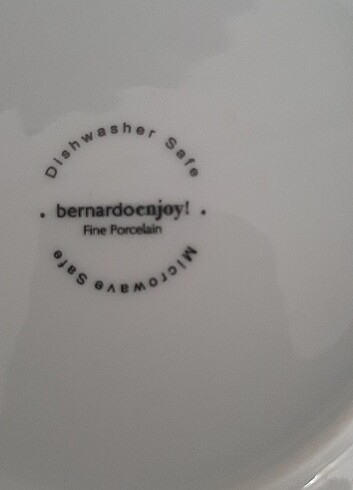 Dishwasher Safe
. bernardoenjoy! .
Fine Porcelain
Microwave Safe